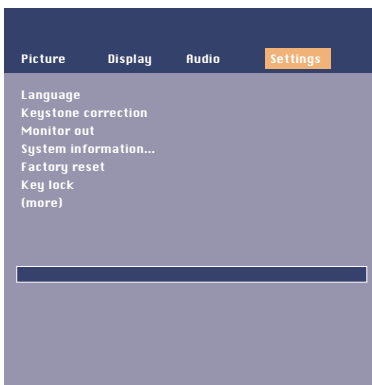 Picture Display Audio Settings
Language
Keystone correction
Monitor out
System information...
Factory reset
Key lock
(more)